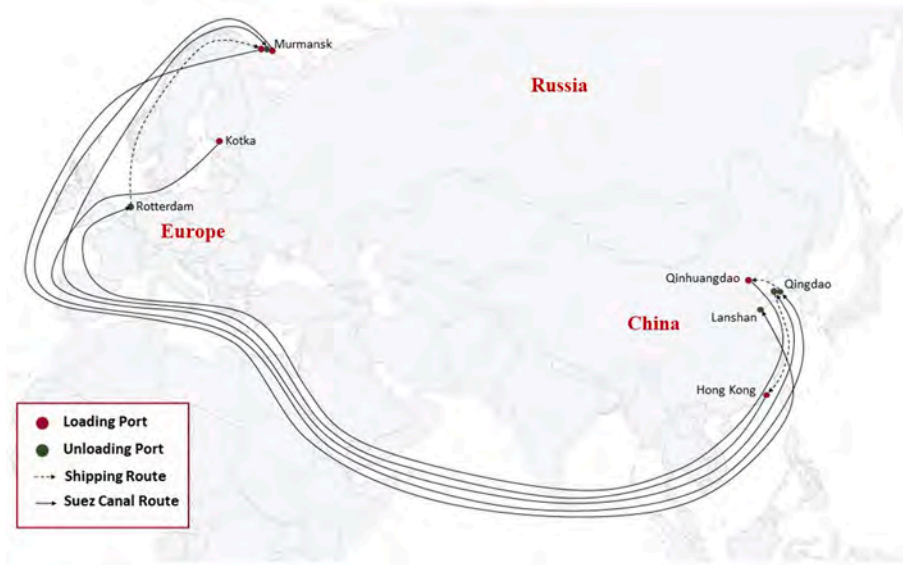 Murmansk
Russia
Kotka
Rotterdam
Europe
Qinhuangdao
Qingdao
China
Lanshan
Hong Kong
Loading Port
Unloading Port
Shipping Route
Suez Canal Route